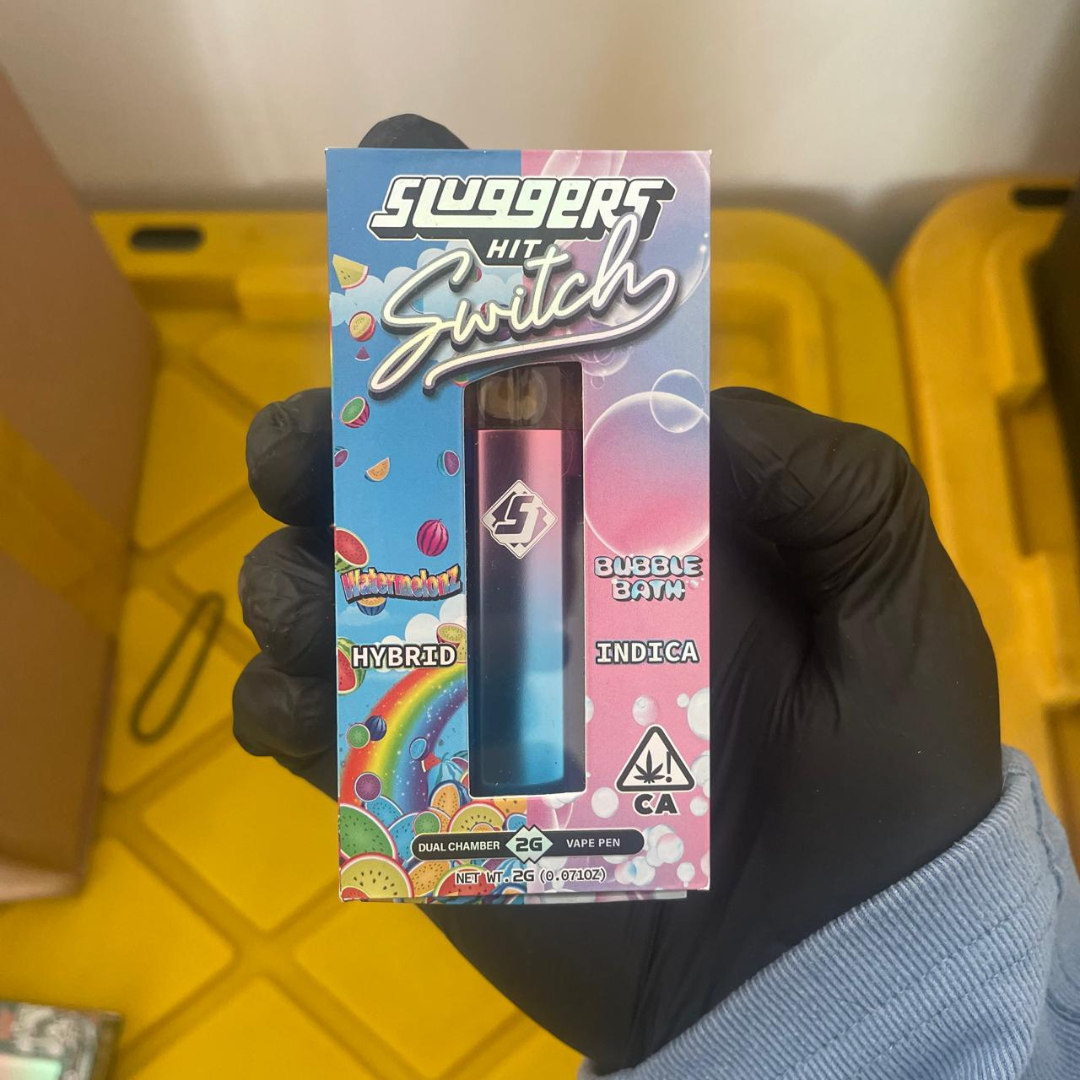 SLUGGERS
HIT
Switch
WatermelonZ
HYBRID
BUBBLE
BATH
INDICA
CA
DUAL CHAMBER 2G VAPE PEN
NET WT. 2G (0.071OZ)